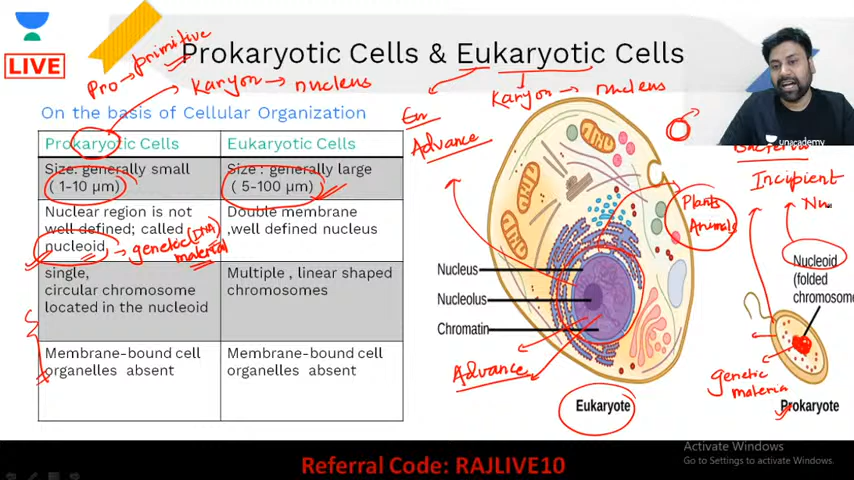 LIVE
Prokaryotic Cells & Eukaryotic Cells
Pro → primitive
Karyon → nucleus
Karyon → nucleus
Eu
Advance
On the basis of Cellular Organization
Prokaryotic Cells
Eukaryotic Cells
Size: generally small
( 1-10 µm)
Size : generally large
( 5-100 µm)
Nuclear region is not
well defined; called
nucleoid
Double membrane
,well defined nucleus
genetic (DNA)
material
single,
circular chromosome
located in the nucleoid
Multiple , linear shaped
chromosomes
Membrane-bound cell
organelles absent
Membrane-bound cell
organelles absent
Nucleus
Nucleolus
Chromatin
Advance
Eukaryote
Plants
Animals
unacademy
Bacteria
Incipient
Nu
Nucleoid
(folded
chromosome
genetic
materia
Prokaryote
Activate Windows
Go to Settings to activate Windows.
Referral Code: RAJLIVE10